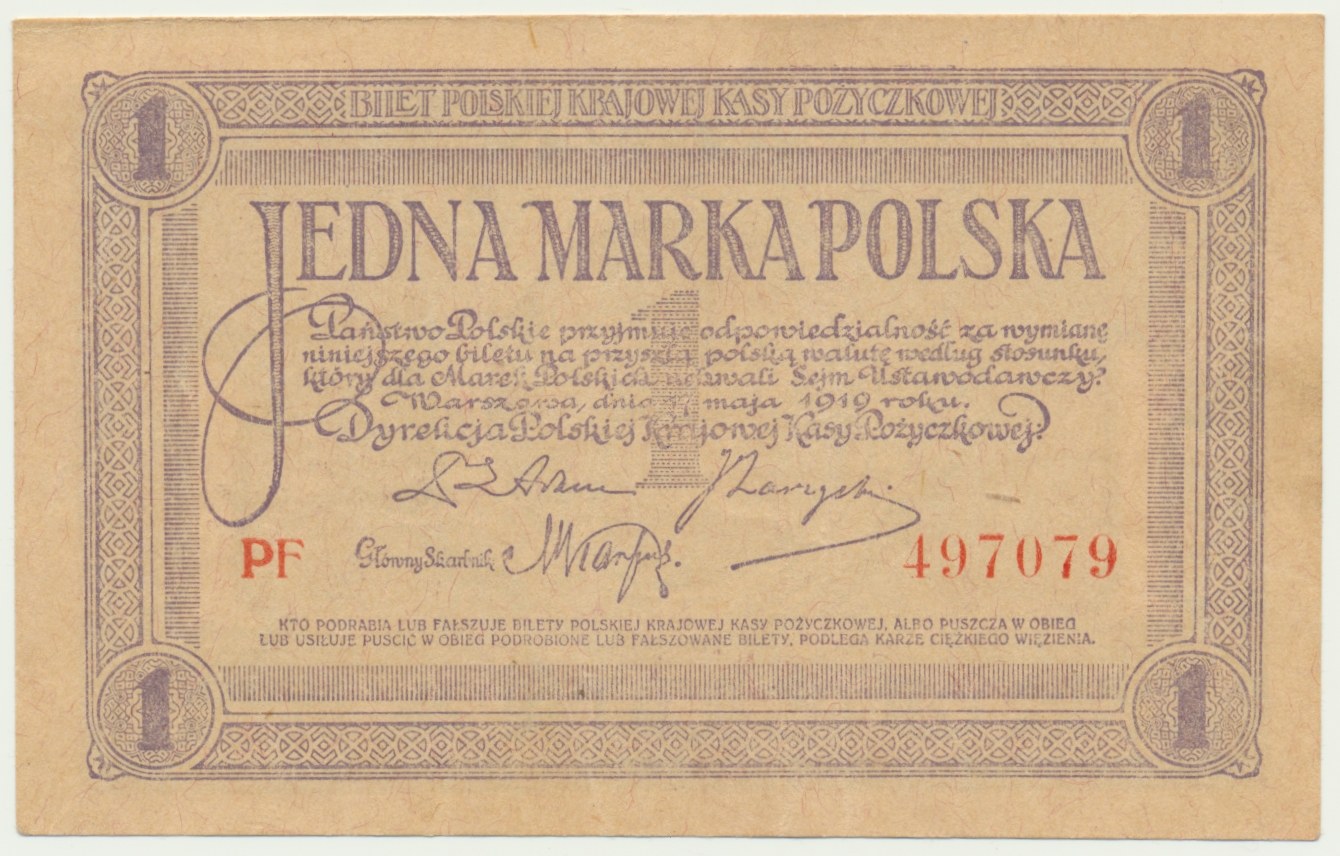 1 BILET POLSKIEJ KRAJOWEJ KASY POŻYCZKOWEJ 1
JEDNA MARKA POLSKA
1
Państwo Polskie przyjmuje odpowiedzialność za wymianę
niniejszego biletu na przyszłą polską walutę według stosunku,
który dla Marek Polskich uchwali Sejm Ustawodawczy.
Warszawa, dnia 17 maja 1919 roku.
Dyrekcja Polskiej Krajowej Kasy Pożyczkowej.
PF Główny Skarbnik 497079
KTO PODRABIA LUB FAŁSZUJE BILETY POLSKIEJ KRAJOWEJ KASY POŻYCZKOWEJ, ALBO PUSZCZA W OBIEG
LUB USIŁUJE PUŚCIĆ W OBIEG PODROBIONE LUB FAŁSZOWANE BILETY, PODLEGA KARZE CIĘŻKIEGO WIĘZIENIA.
1 1